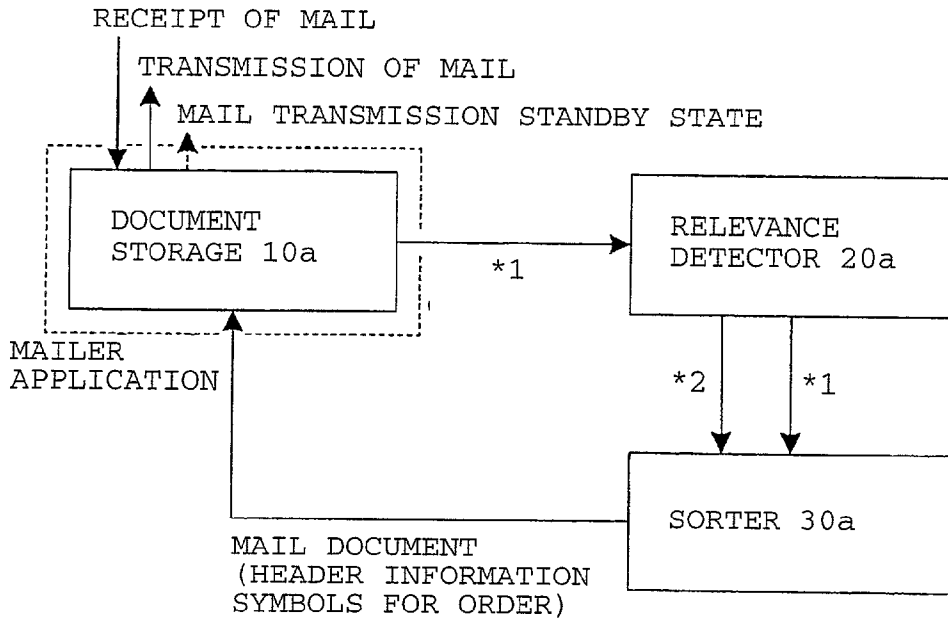 RECEIPT OF MAIL
TRANSMISSION OF MAIL
MAIL TRANSMISSION STANDBY STATE
DOCUMENT
STORAGE 10a
RELEVANCE
DETECTOR 20a
*1
MAILER
APPLICATION
*2
*1
SORTER 30a
MAIL DOCUMENT
(HEADER INFORMATION
SYMBOLS FOR ORDER)